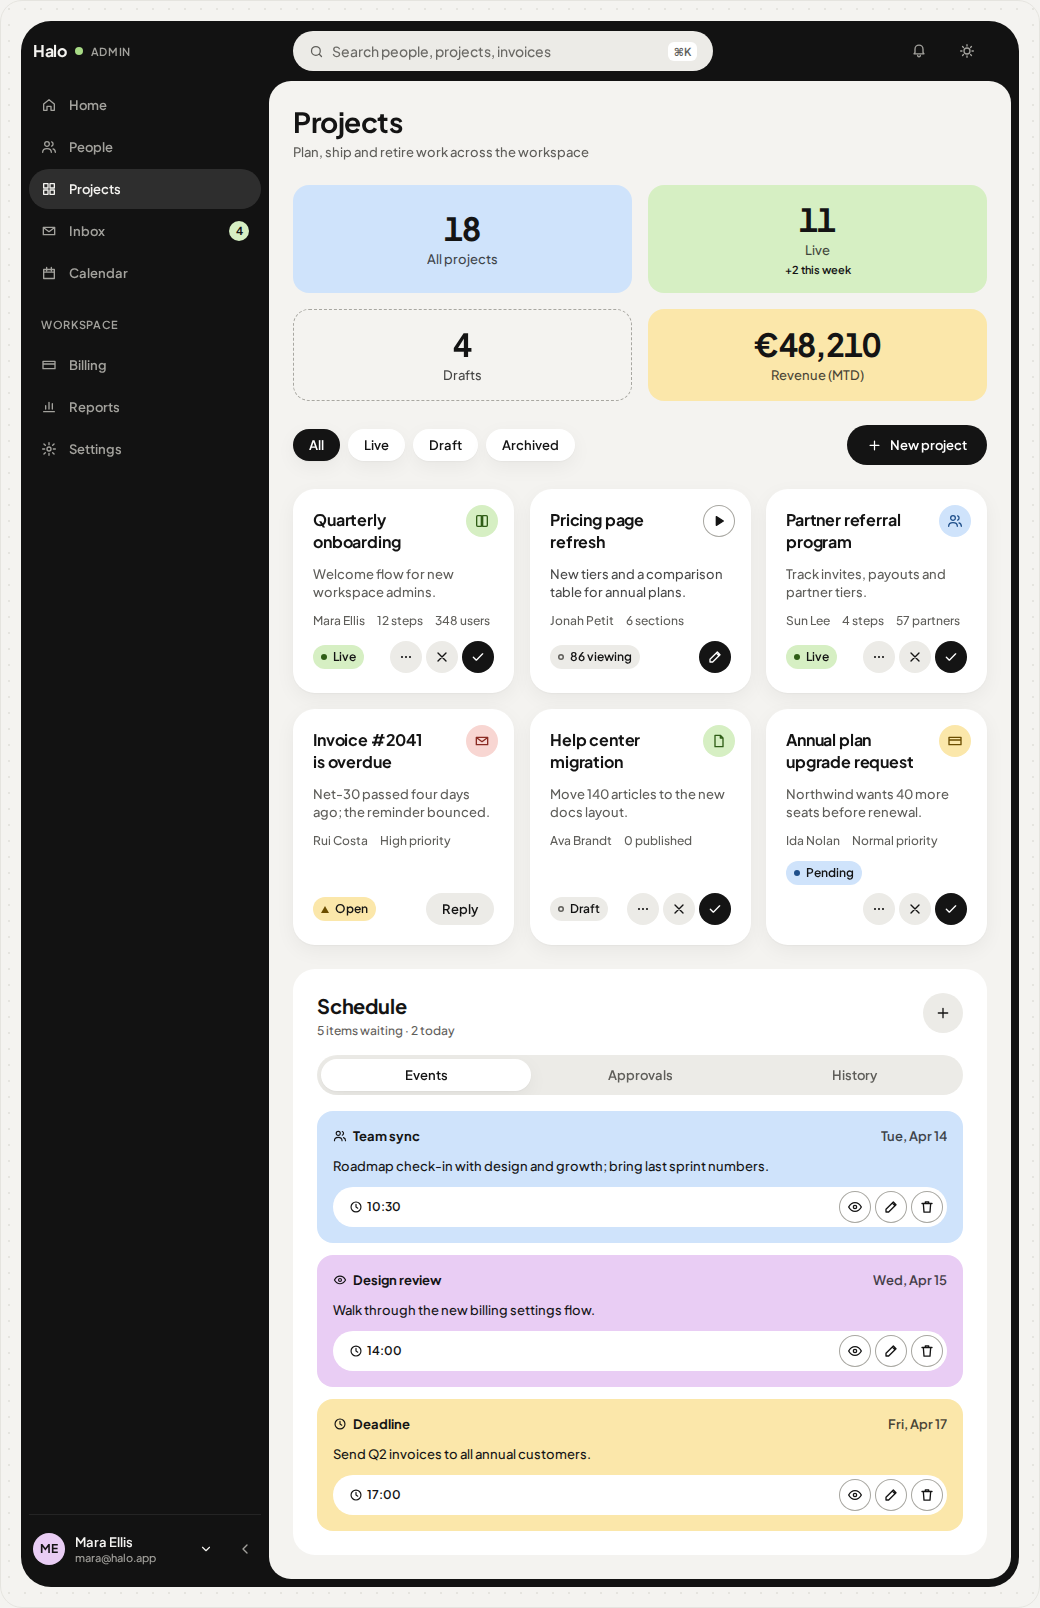 Halo ADMIN
Search people, projects, invoices ⌘K
Home
People
Projects
Inbox 4
Calendar
WORKSPACE
Billing
Reports
Settings
Mara Ellis
mara@halo.app
ME
Projects
Plan, ship and retire work across the workspace
18
All projects
11
Live
+2 this week
4
Drafts
€48,210
Revenue (MTD)
All Live Draft Archived
New project
Quarterly
onboarding
Welcome flow for new
workspace admins.
Mara Ellis 12 steps 348 users
Live
Pricing page
refresh
New tiers and a comparison
table for annual plans.
Jonah Petit 6 sections
86 viewing
Partner referral
program
Track invites, payouts and
partner tiers.
Sun Lee 4 steps 57 partners
Live
Invoice #2041
is overdue
Net-30 passed four days
ago; the reminder bounced.
Rui Costa High priority
Open Reply
Help center
migration
Move 140 articles to the new
docs layout.
Ava Brandt 0 published
Draft
Annual plan
upgrade request
Northwind wants 40 more
seats before renewal.
Ida Nolan Normal priority
Pending
Schedule
5 items waiting · 2 today
Events Approvals History
Team sync Tue, Apr 14
Roadmap check-in with design and growth; bring last sprint numbers.
10:30
Design review Wed, Apr 15
Walk through the new billing settings flow.
14:00
Deadline Fri, Apr 17
Send Q2 invoices to all annual customers.
17:00